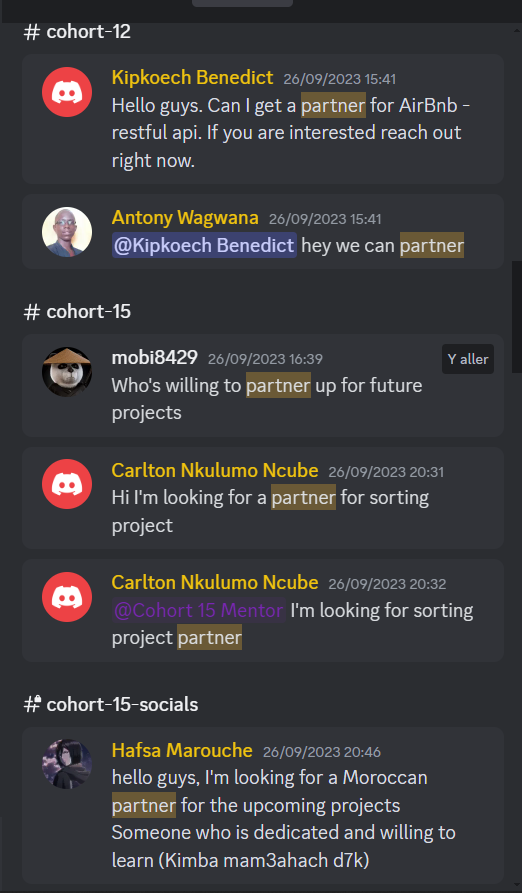 # cohort-12
Kipkoech Benedict 26/09/2023 15:41
Hello guys. Can I get a partner for AirBnb -
restful api. If you are interested reach out
right now.
Antony Wagwana 26/09/2023 15:41
@Kipkoech Benedict hey we can partner
# cohort-15
mobi8429 26/09/2023 16:39
Y aller
Who's willing to partner up for future
projects
Carlton Nkulumo Ncube 26/09/2023 20:31
Hi I'm looking for a partner for sorting
project
Carlton Nkulumo Ncube 26/09/2023 20:32
@Cohort 15 Mentor I'm looking for sorting
project partner
# cohort-15-socials
Hafsa Marouche 26/09/2023 20:46
hello guys, I'm looking for a Moroccan
partner for the upcoming projects
Someone who is dedicated and willing to
learn (Kimba mam3ahach d7k)